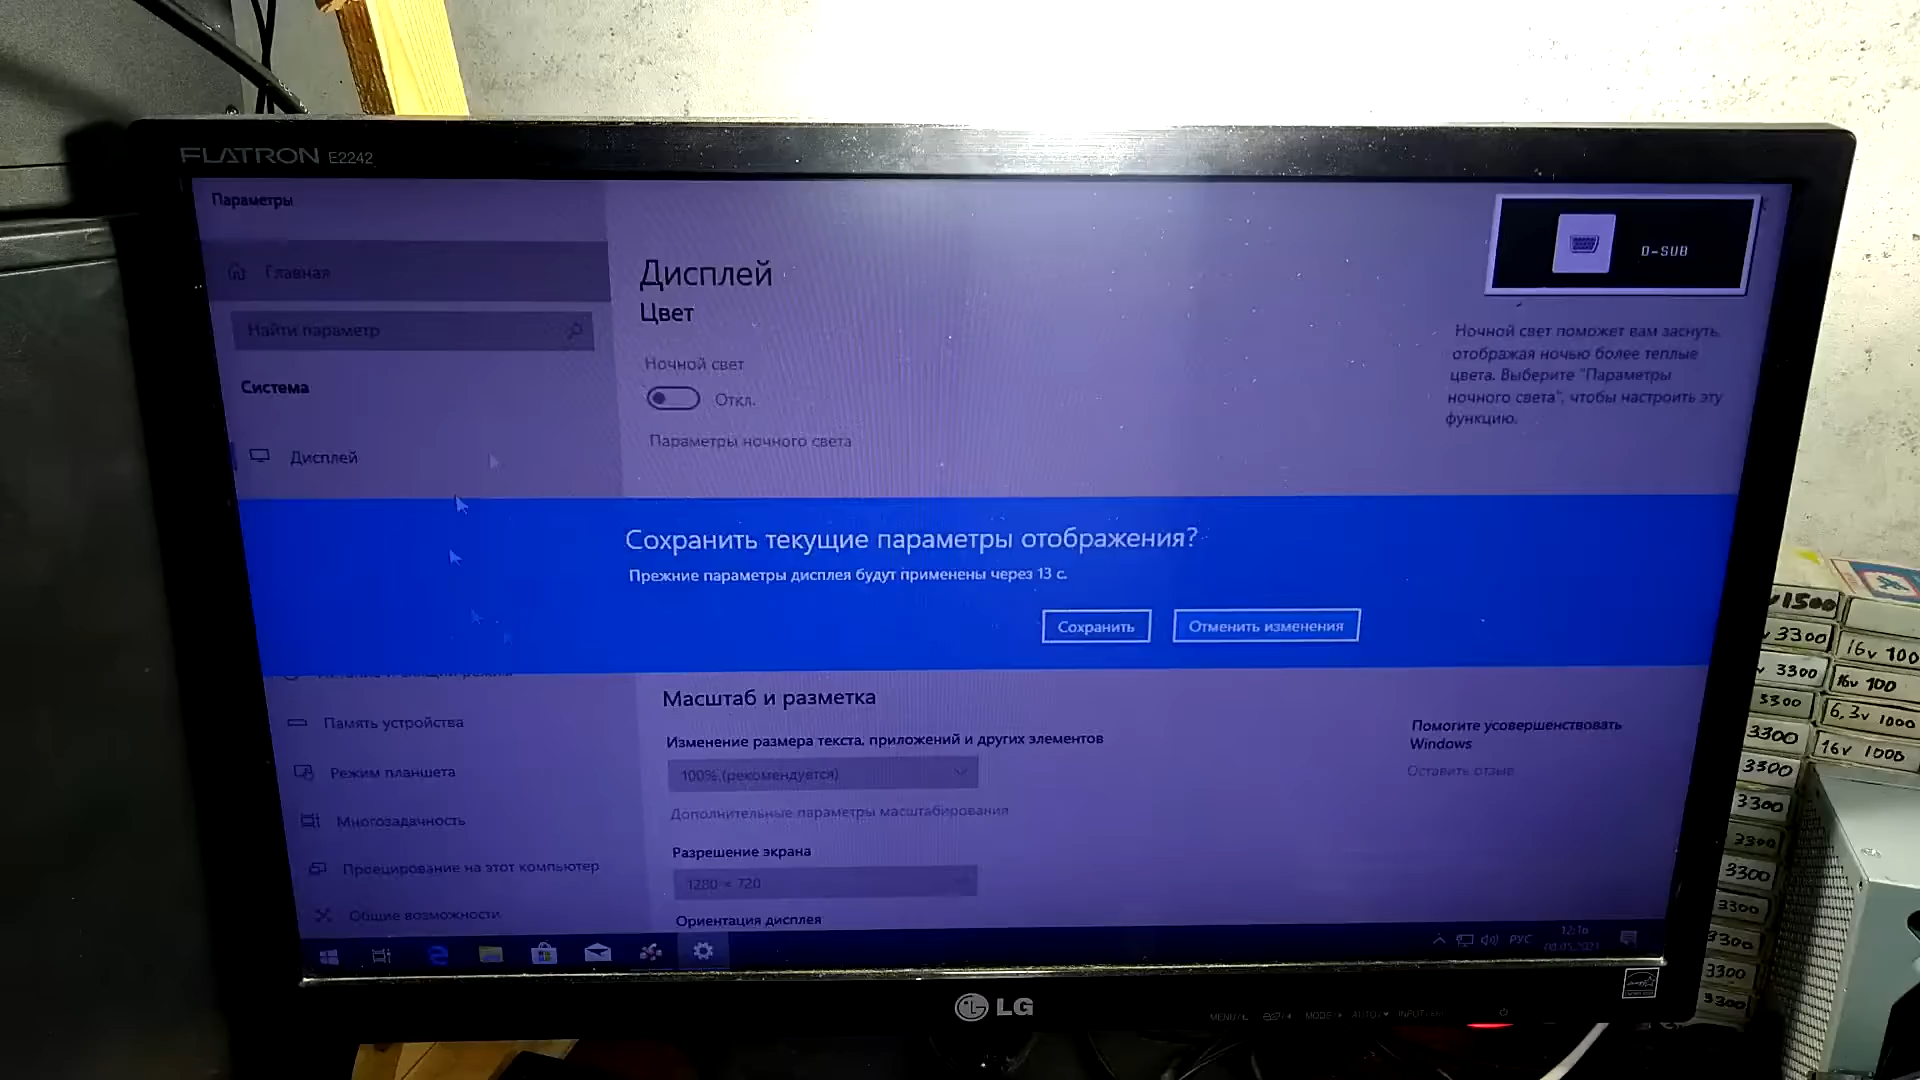 FLATRON E2242
Параметры
Главная
Найти параметр
Система
Дисплей
Дисплей
Цвет
Ночной свет
Откл.
Параметры ночного света
D-SUB
Ночной свет поможет вам заснуть,
отображая ночью более теплые
цвета. Выберите "Параметры
ночного света", чтобы настроить эту
функцию.
Сохранить текущие параметры отображения?
Прежние параметры дисплея будут применены через 13 с.
Сохранить
Отменить изменения
Память устройства
Режим планшета
Многозадачность
Проецирование на этот компьютер
Общие возможности
Масштаб и разметка
Изменение размера текста, приложений и других элементов
100% (рекомендуется)
Дополнительные параметры масштабирования
Разрешение экрана
1280 × 720
Ориентация дисплея
Помогите усовершенствовать
Windows
Оставить отзыв
РУС
12:16
LG
MENU
AUTO
INPUT
v 1500
v 3300
v 3300
3300
3300
3300
3300
3300
3300
3300
3300
3300
3300
16v 100
16v 100
6,3v 1000
16v 1000